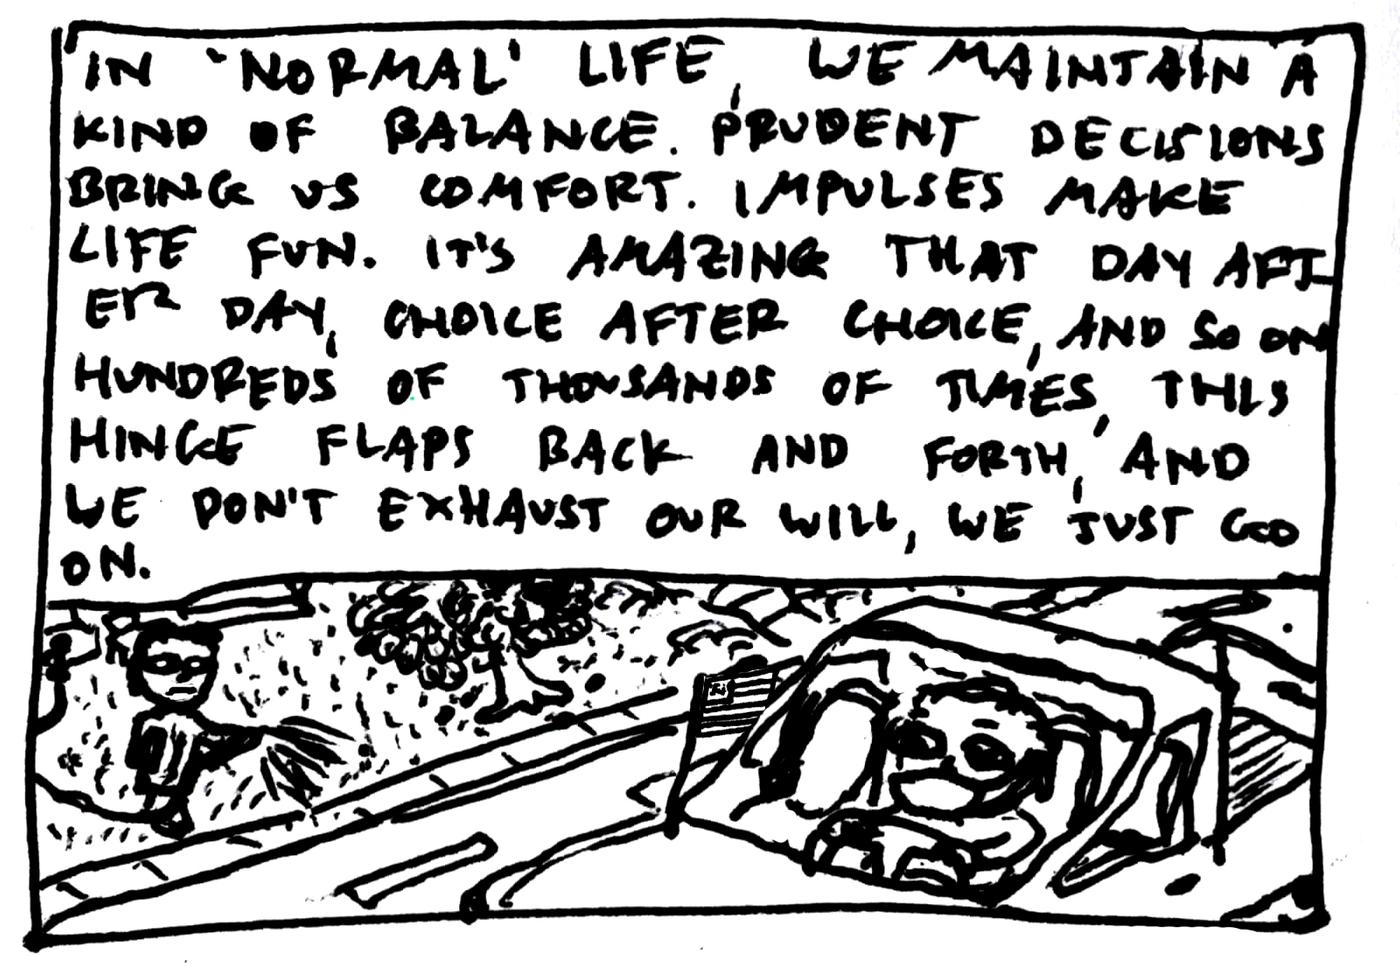 IN 'NORMAL' LIFE, WE MAINTAIN A
KIND OF BALANCE. PRUDENT DECISIONS
BRING US COMFORT. IMPULSES MAKE
LIFE FUN. IT'S AMAZING THAT DAY AFT
ER DAY, CHOICE AFTER CHOICE, AND SO ON
HUNDREDS OF THOUSANDS OF TIMES, THIS
HINGE FLAPS BACK AND FORTH, AND
WE DON'T EXHAUST OUR WILL, WE JUST GO
ON.